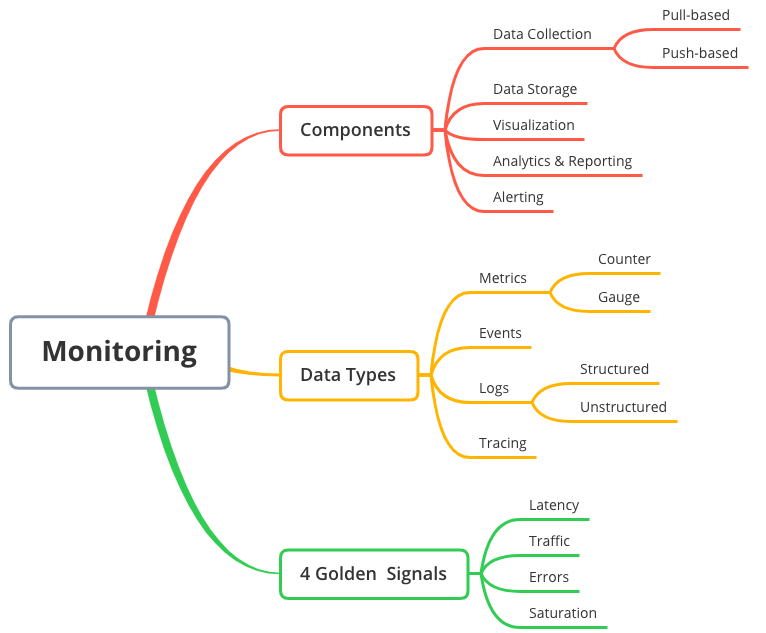 Monitoring
Components
Data Collection
Pull-based
Push-based
Data Storage
Visualization
Analytics & Reporting
Alerting
Data Types
Metrics
Counter
Gauge
Events
Logs
Structured
Unstructured
Tracing
4 Golden  Signals
Latency
Traffic
Errors
Saturation